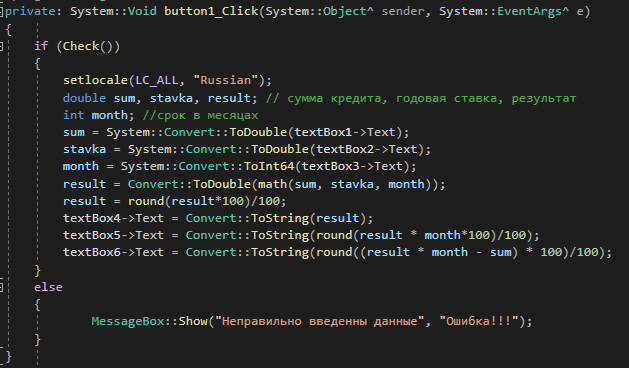 private: System::Void button1_Click(System::Object^ sender, System::EventArgs^ e)
{
if (Check())
{
setlocale(LC_ALL, "Russian");
double sum, stavka, result; // сумма кредита, годовая ставка, результат
int month; //срок в месяцах
sum = System::Convert::ToDouble(textBox1->Text);
stavka = System::Convert::ToDouble(textBox2->Text);
month = System::Convert::ToInt64(textBox3->Text);
result = Convert::ToDouble(math(sum, stavka, month));
result = round(result*100)/100;
textBox4->Text = Convert::ToString(result);
textBox5->Text = Convert::ToString(round(result * month*100)/100);
textBox6->Text = Convert::ToString(round((result * month - sum) * 100)/100);
}
else
{
MessageBox::Show("Неправильно введенны данные", "Ошибка!!!");
}
}